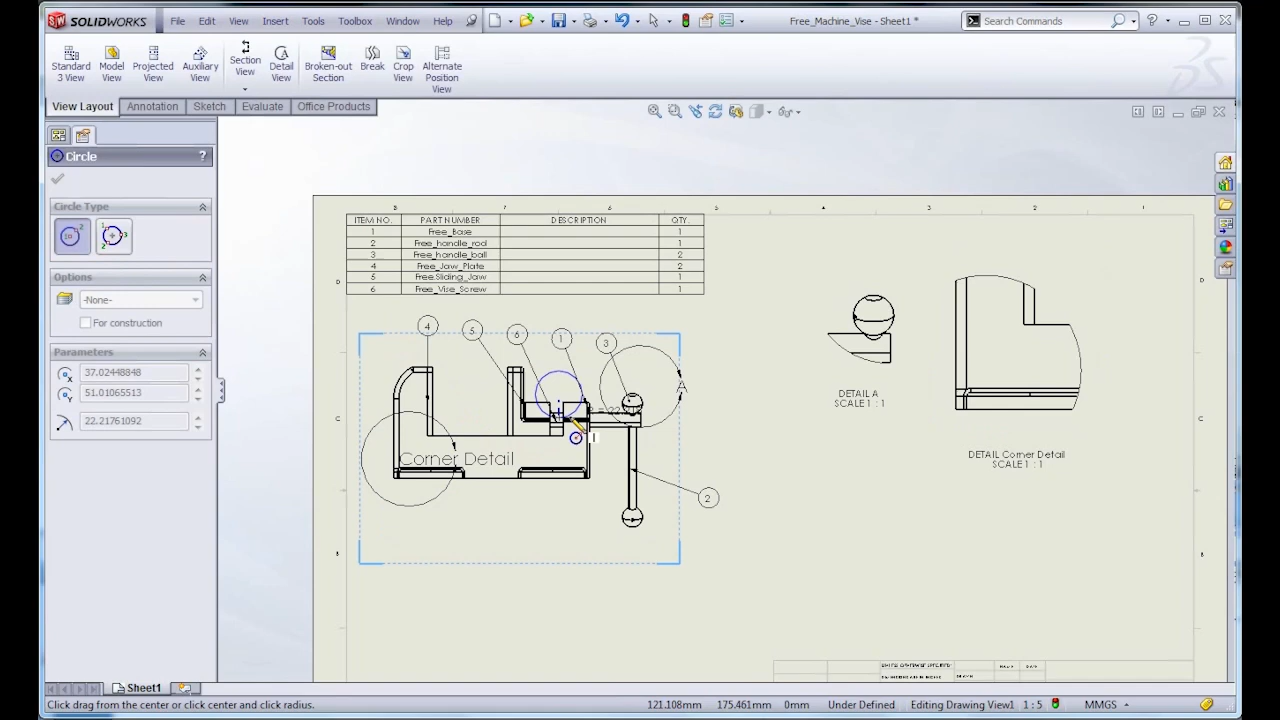 SOLIDWORKS File Edit View Insert Tools Toolbox Window Help Free_Machine_Vise - Sheet1 * Search Commands
Standard 3 View
Model View
Projected View
Auxiliary View
Section View
Detail View
Broken-out Section
Break
Crop View
Alternate Position View
View Layout Annotation Sketch Evaluate Office Products
Circle ?
Circle Type
Options
-None-
For construction
Parameters
37.02448848
51.01065513
22.21761092
ITEM NO. PART NUMBER DESCRIPTION QTY.
1 Free_Base 1
2 Free_handle_rod 1
3 Free_handle_ball 2
4 Free_Jaw_Plate 2
5 Free.Sliding_Jaw 1
6 Free_Vise_Screw 1
4 5 6 1 3
A
Corner Detail
2
DETAIL A
SCALE 1 : 1
DETAIL Corner Detail
SCALE 1 : 1
Sheet1
Click drag from the center or click center and click radius. 121.108mm 175.461mm 0mm Under Defined Editing Drawing View1 1 : 5 MMGS